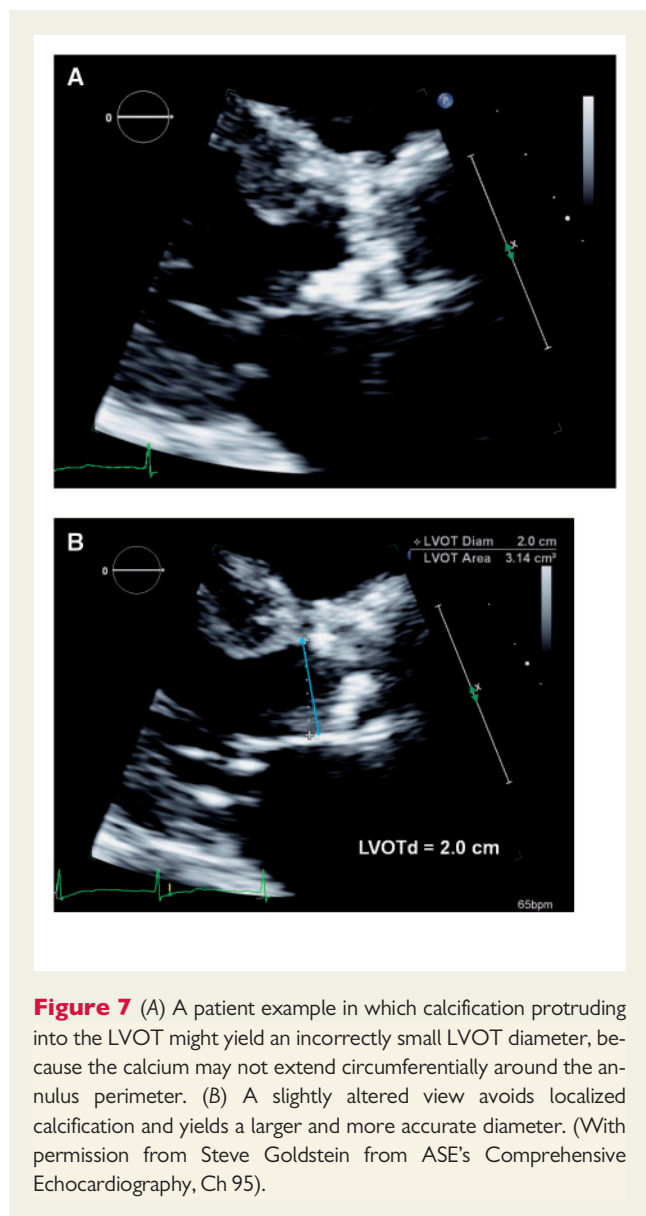 A
0
P
X
B
LVOT Diam 2.0 cm
LVOT Area 3.14 cm²
0
X
LVOTd = 2.0 cm
65bpm
Figure 7 (A) A patient example in which calcification protruding
into the LVOT might yield an incorrectly small LVOT diameter, be-
cause the calcium may not extend circumferentially around the an-
nulus perimeter. (B) A slightly altered view avoids localized
calcification and yields a larger and more accurate diameter. (With
permission from Steve Goldstein from ASE’s Comprehensive
Echocardiography, Ch 95).